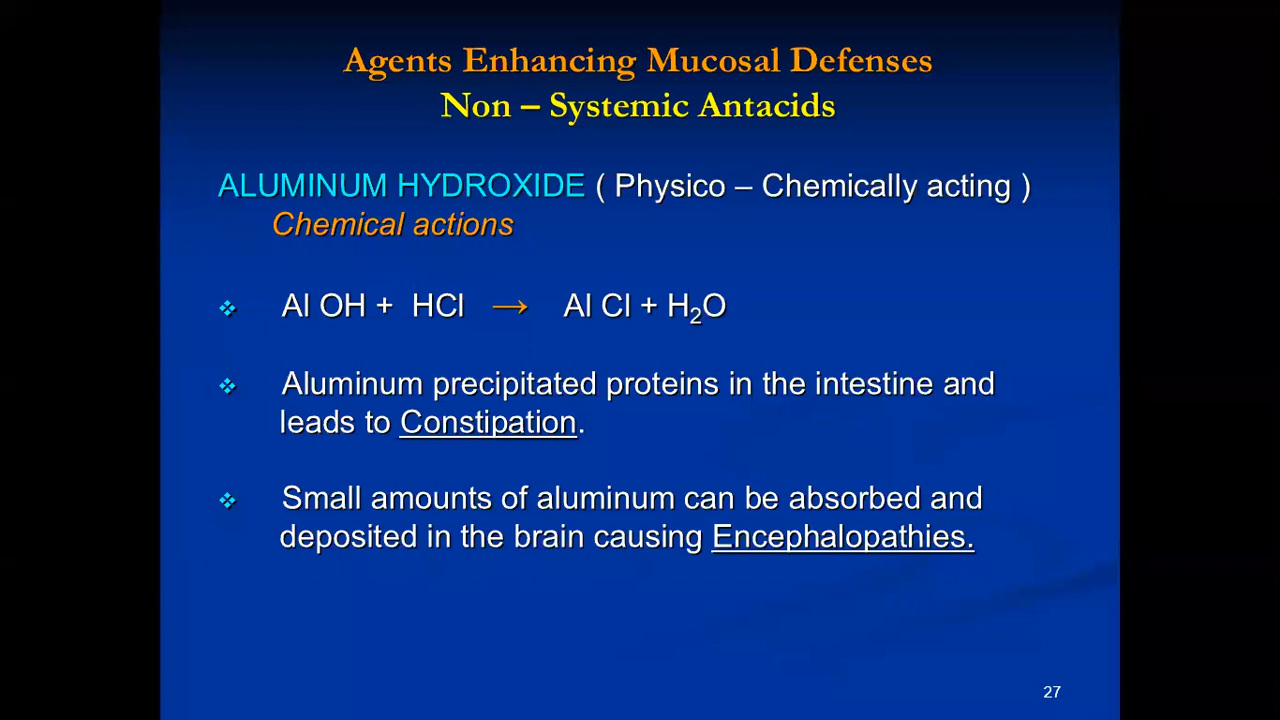 Agents Enhancing Mucosal Defenses
Non – Systemic Antacids
ALUMINUM HYDROXIDE ( Physico – Chemically acting )
Chemical actions
❖ Al OH + HCl → Al Cl + H₂O
❖ Aluminum precipitated proteins in the intestine and
leads to Constipation.
❖ Small amounts of aluminum can be absorbed and
deposited in the brain causing Encephalopathies.
27